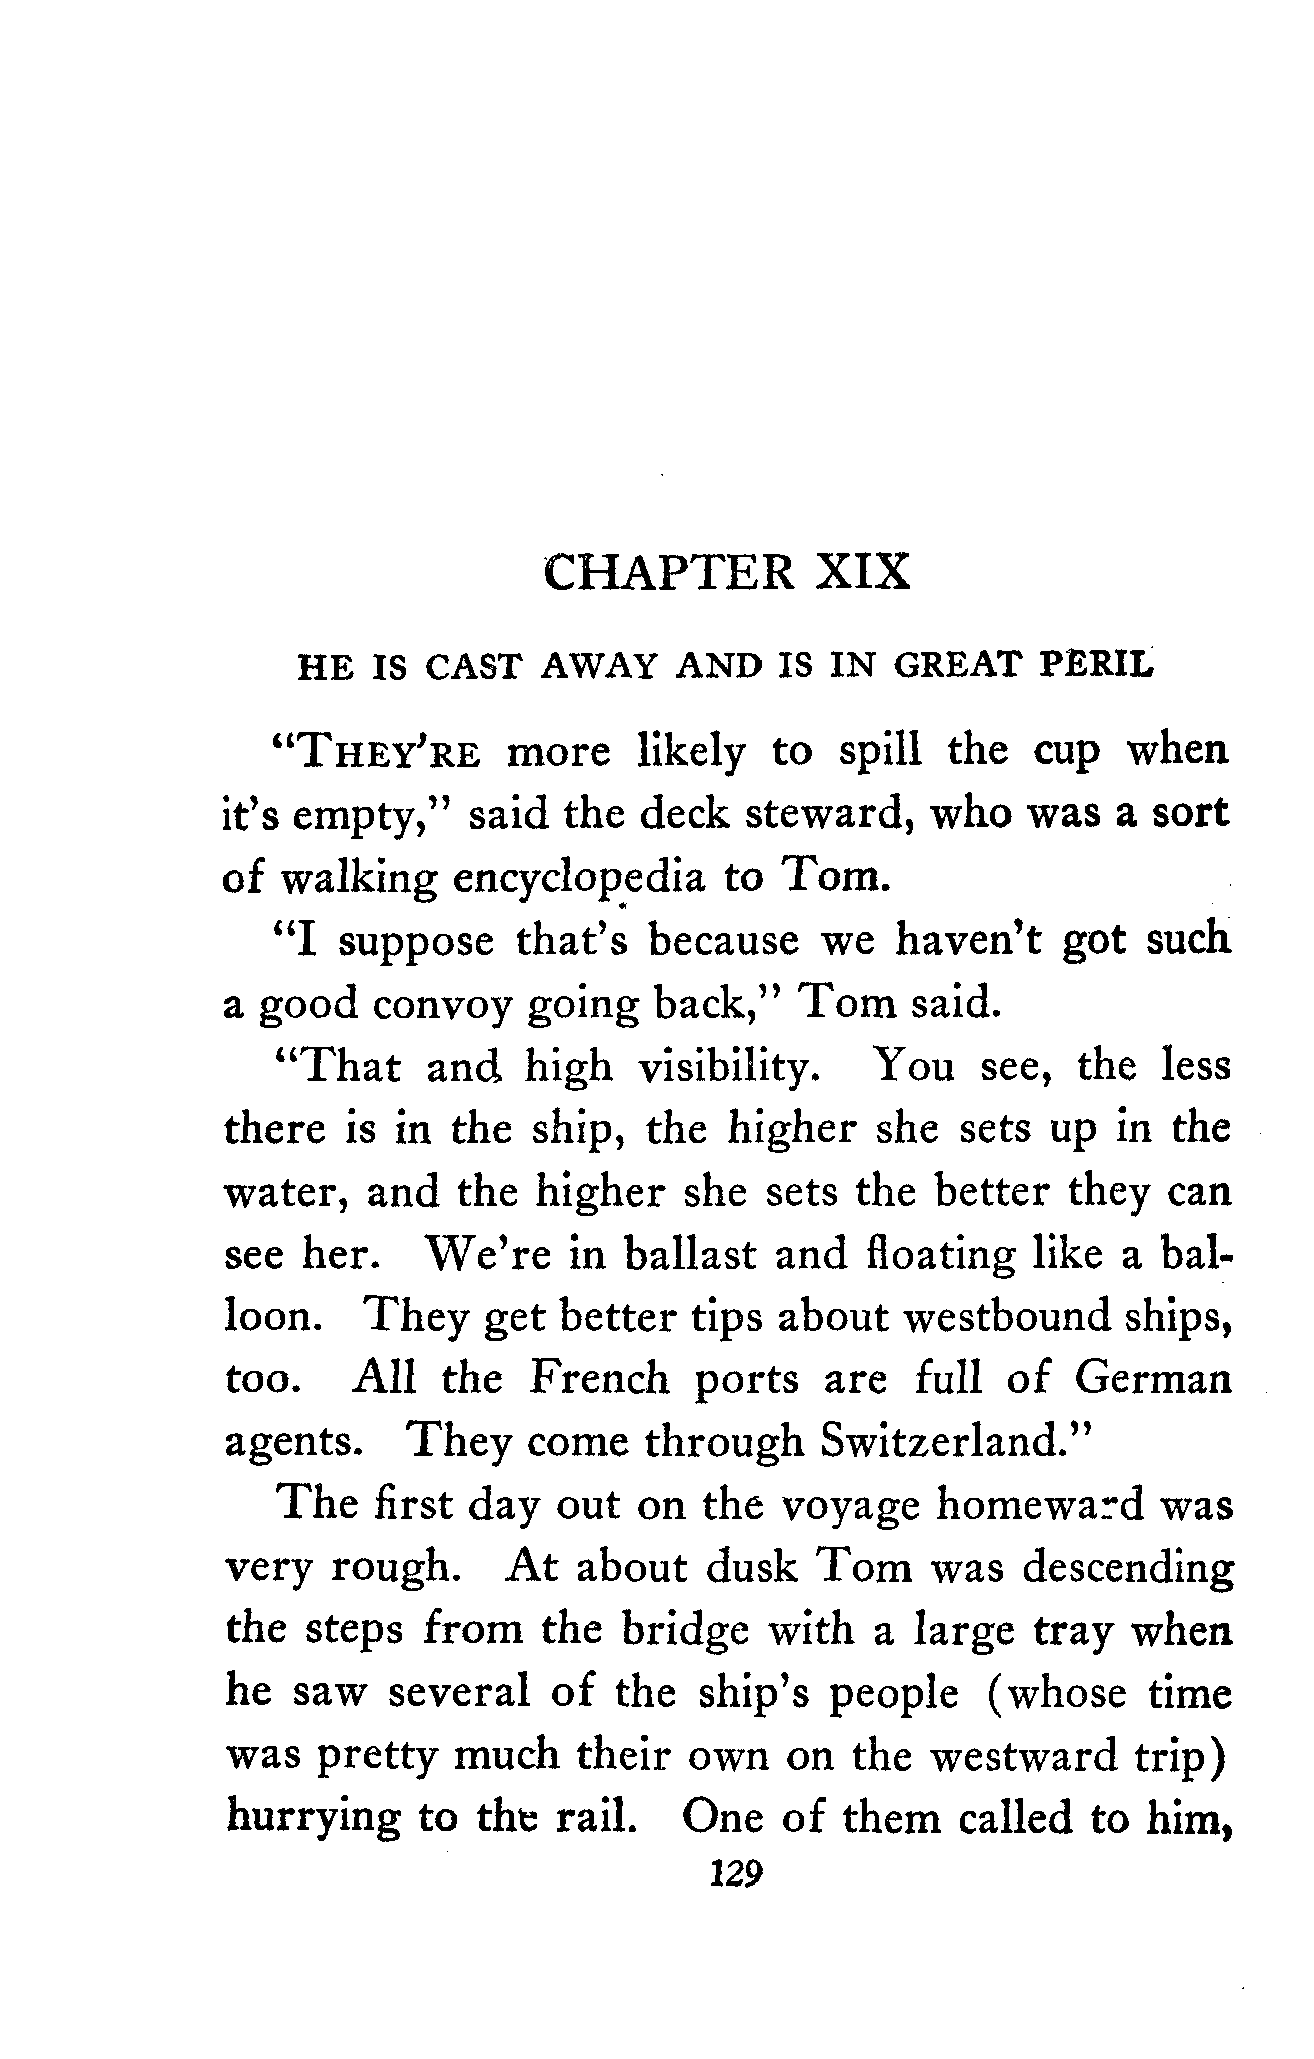 CHAPTER XIX
HE IS CAST AWAY AND IS IN GREAT PERIL
“THEY’RE more likely to spill the cup when
it’s empty,” said the deck steward, who was a sort
of walking encyclopedia to Tom.
“I suppose that’s because we haven’t got such
a good convoy going back,” Tom said.
“That and high visibility. You see, the less
there is in the ship, the higher she sets up in the
water, and the higher she sets the better they can
see her. We’re in ballast and floating like a bal-
loon. They get better tips about westbound ships,
too. All the French ports are full of German
agents. They come through Switzerland.”
The first day out on the voyage homeward was
very rough. At about dusk Tom was descending
the steps from the bridge with a large tray when
he saw several of the ship’s people (whose time
was pretty much their own on the westward trip)
hurrying to the rail. One of them called to him,
129